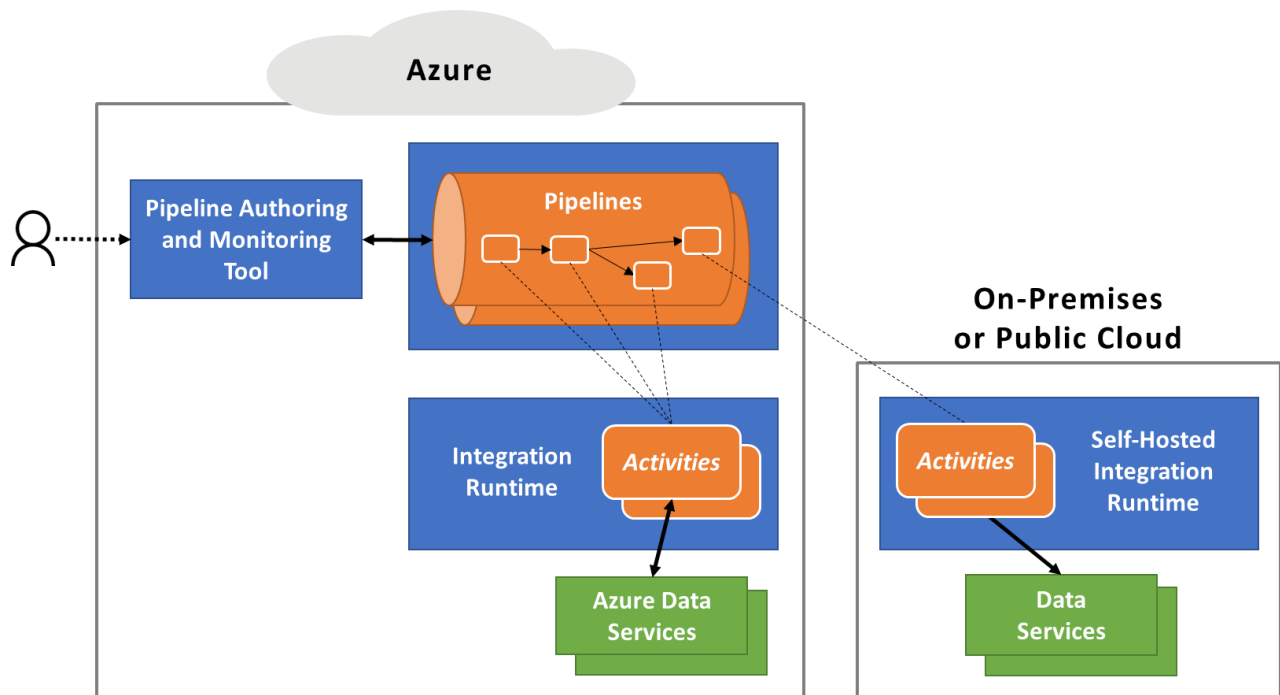 Azure
Pipeline Authoring
and Monitoring
Tool
Pipelines
On-Premises
or Public Cloud
Integration
Runtime
Activities
Activities
Self-Hosted
Integration
Runtime
Azure Data
Services
Data
Services